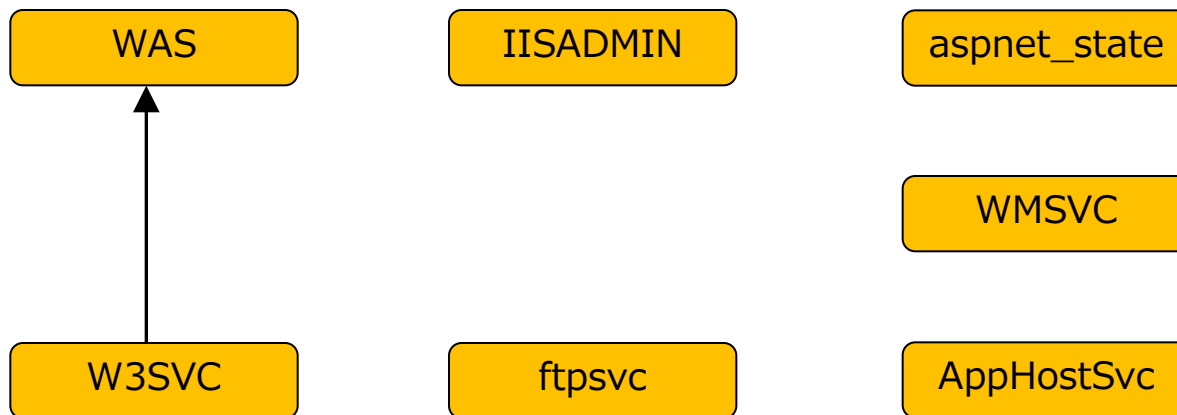 WAS
IISADMIN
aspnet_state
WMSVC
W3SVC
ftpsvc
AppHostSvc